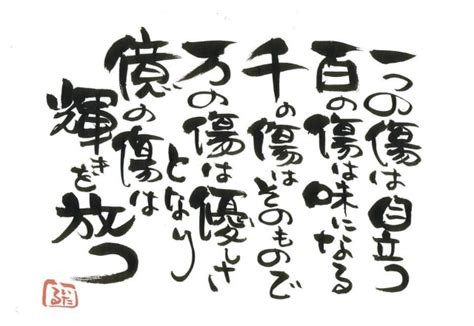 一つの傷は目立つ
百の傷は味になる
千の傷はそのもので
万の傷は優しさ
となり
億の傷は
輝きを放つ
いたる